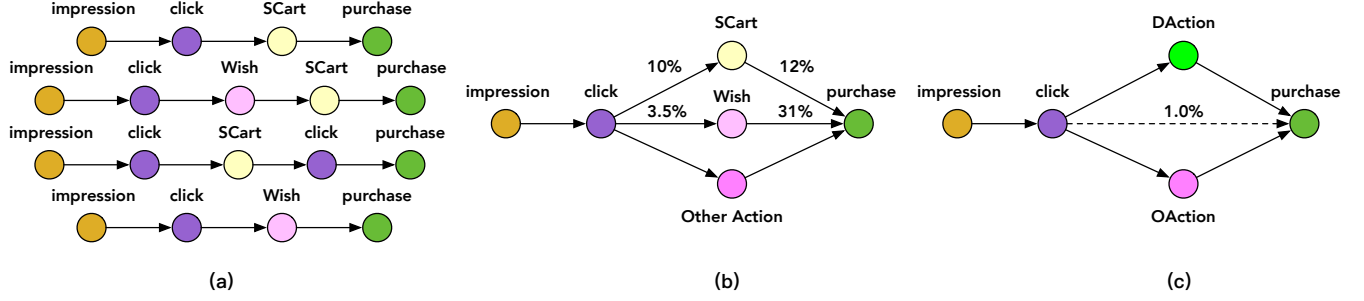 impression click SCart purchase
impression click Wish SCart purchase
impression click SCart click purchase
impression click Wish purchase
(a)
SCart
10% 12%
impression click Wish purchase
3.5% 31%
Other Action
(b)
DAction
impression click purchase
1.0%
OAction
(c)